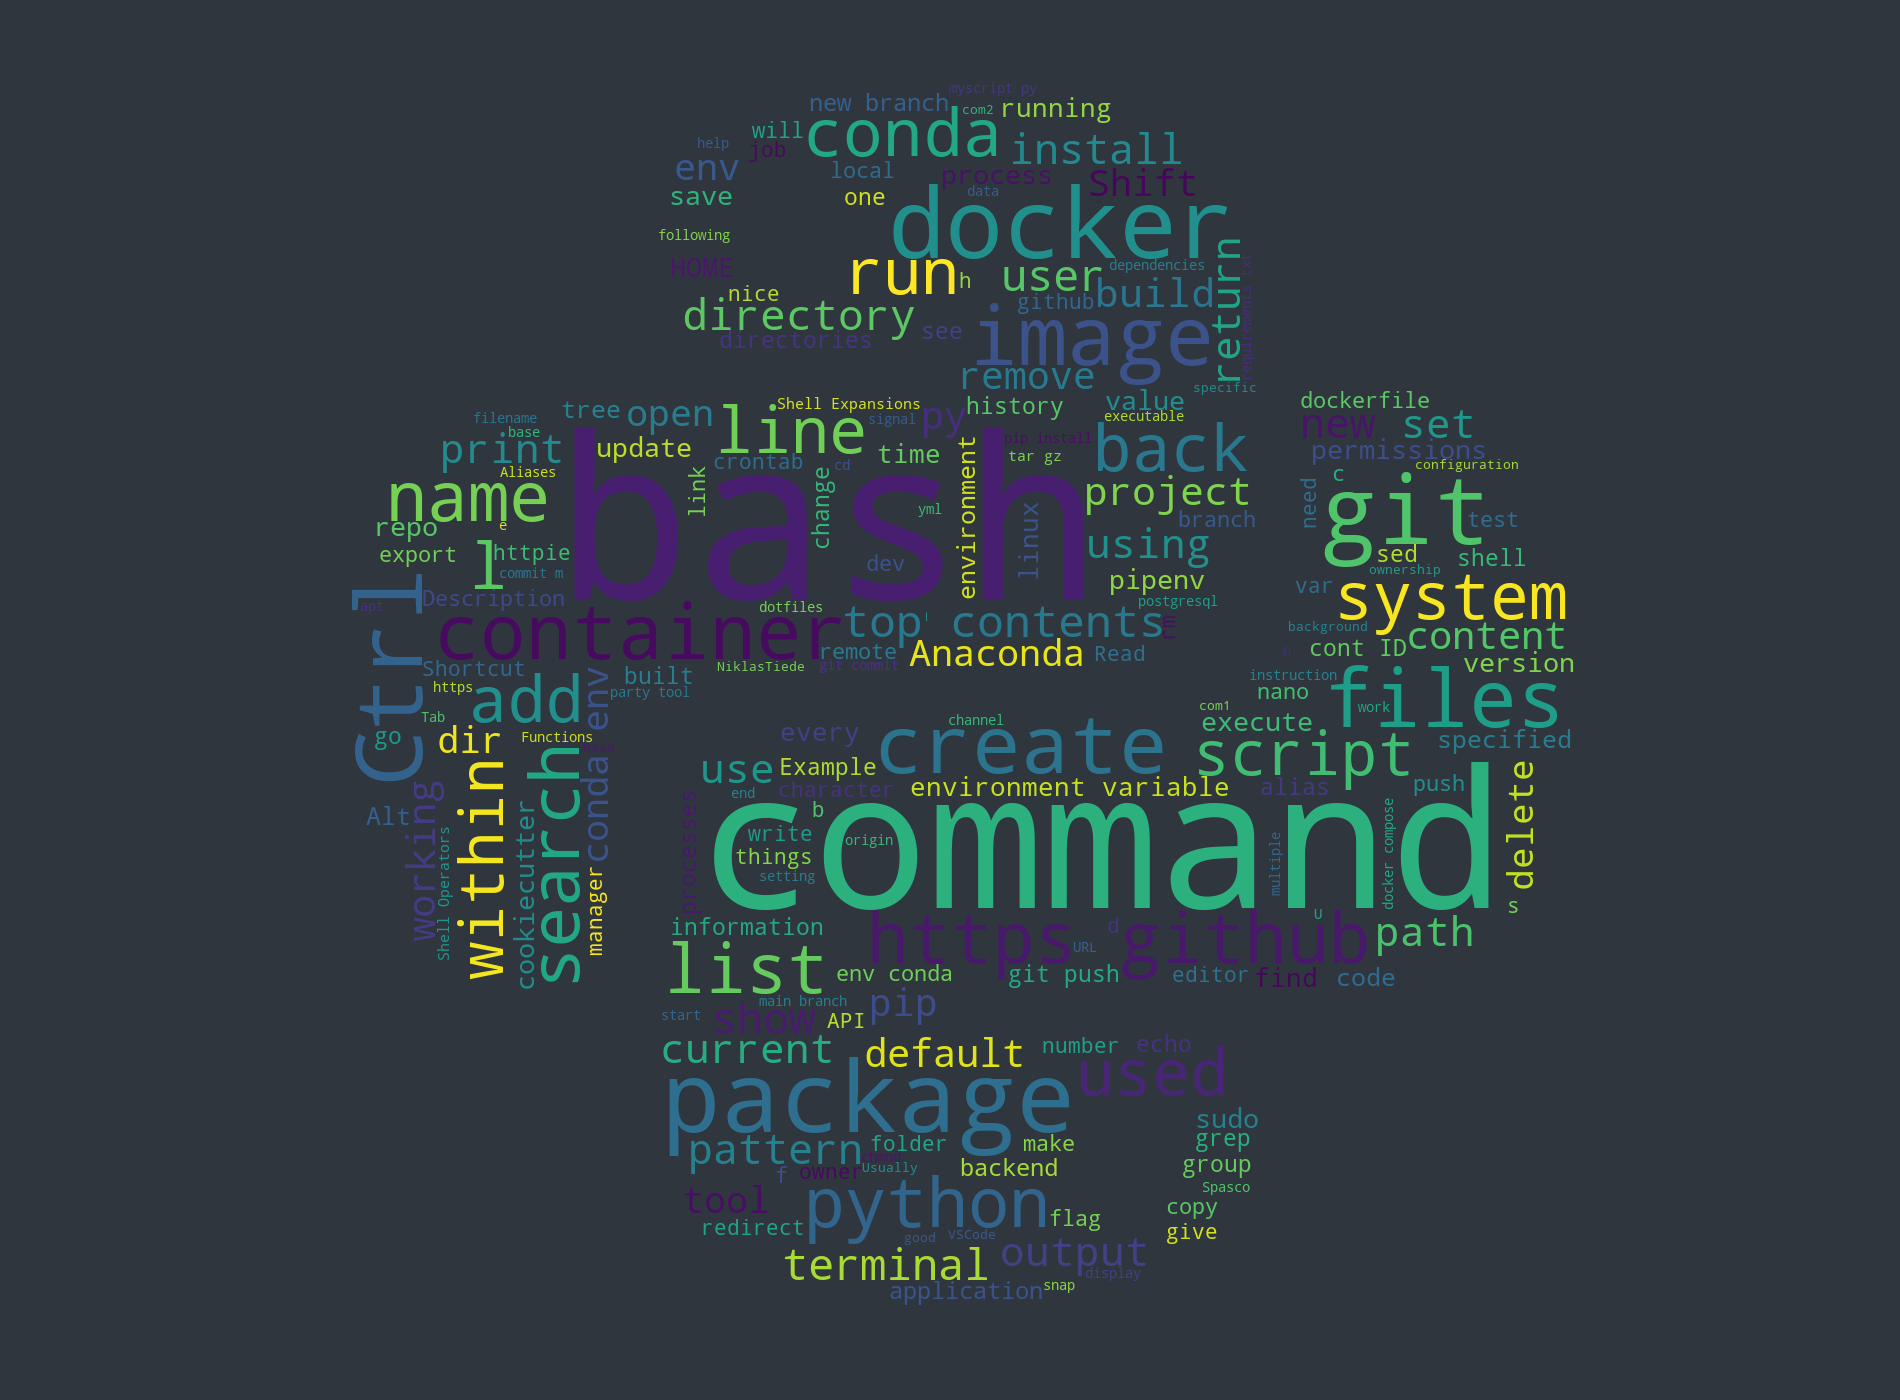 myscript py
new branch
com2
running
will
conda
install
help
job
env
local
process
Shift
save
one
data
docker
following
return
HOME
run
h
user
dependencies
requirements txt
nice
github
build
directory
image
directories
see
remove
specific
dockerfile
filename
tree
open
Shell Expansions
signal
py
history
value
executable
new
set
base
print
update
line
time
pip install
back
permissions
crontab
cd
tar gz
configuration
Aliases
link
change
environment
c
name
bash
project
git
need
repo
e
yml
linux
branch
test
export
httpie
l
using
sed
shell
commit m
dev
pipenv
ownership
Ctrl
api
Description
dotfiles
postgresql
var
system
container
top
contents
rm
background
content
remote
Anaconda
Read
cont ID
Shortcut
NiklasTiede
git commit
version
https
add
env
built
party tool
instruction
files
nano
com1
work
Tab
channel
execute
go
dir
Functions
every
create
script
specified
within
search
conda
use
Example
environment variable
alias
push
delete
end
character
working
Alt
Shell Operators
cookiecutter
manager
processes
b
write
command
origin
things
setting
multiple
docker compose
s
information
https
d
github
U
path
list
URL
env conda
git push
editor
find
code
main branch
start
show
API
pip
current
default
number
echo
package
used
sudo
pattern
folder
make
grep
owner
Usually
f
backend
group
Spasco
tool
python
flag
copy
redirect
good
VSCode
give
terminal
output
display
application
snap